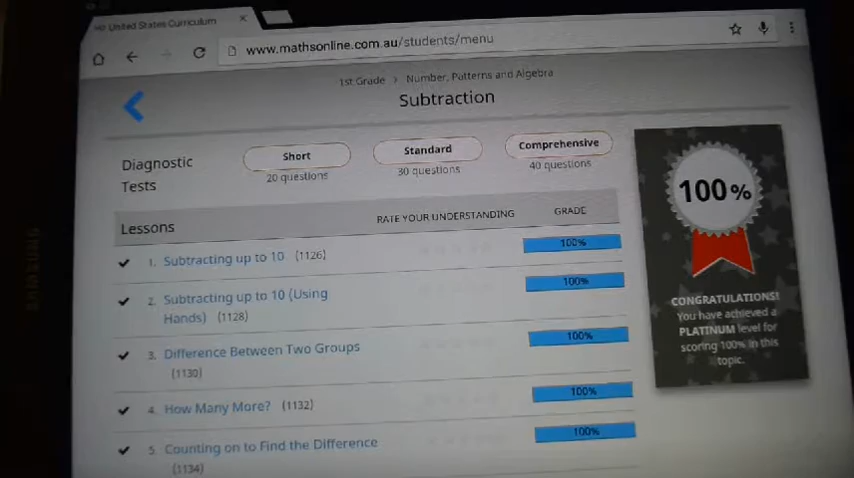 United States Curriculum
www.mathsonline.com.au/students/menu
1st Grade > Number, Patterns and Algebra
Subtraction
Diagnostic
Tests
Short
20 questions
Standard
30 questions
Comprehensive
40 questions
Lessons
RATE YOUR UNDERSTANDING
GRADE
1. Subtracting up to 10 (1126)
100%
2. Subtracting up to 10 (Using
Hands) (1128)
100%
3. Difference Between Two Groups
(1130)
100%
4. How Many More? (1132)
100%
5. Counting on to Find the Difference
(1134)
100%
100%
CONGRATULATIONS!
You have achieved a
PLATINUM level for
scoring 100% in this
topic.
SAMSUNG